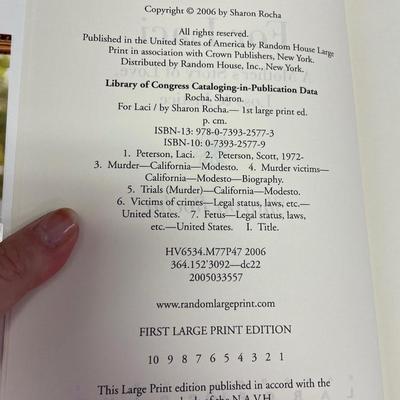 Copyright © 2006 by Sharon Rocha
All rights reserved.
Published in the United States of America by Random House Large
Print in association with Crown Publishers, New York.
Distributed by Random House, Inc., New York.
Library of Congress Cataloging-in-Publication Data
Rocha, Sharon.
For Laci / by Sharon Rocha.—1st large print ed.
p. cm.
ISBN-13: 978-0-7393-2577-3
ISBN-10: 0-7393-2577-9
1. Peterson, Laci. 2. Peterson, Scott, 1972-
3. Murder—California—Modesto. 4. Murder victims—
California—Modesto—Biography.
5. Trials (Murder)—California—Modesto.
6. Victims of crimes—Legal status, laws, etc.—
United States. 7. Fetus—Legal status, laws,
etc.—United States. I. Title.
HV6534.M77P47 2006
364.152'3092—dc22
2005033557
www.randomlargeprint.com
FIRST LARGE PRINT EDITION
10 9 8 7 6 5 4 3 2 1
This Large Print edition published in accord with the
N.A.V.H.